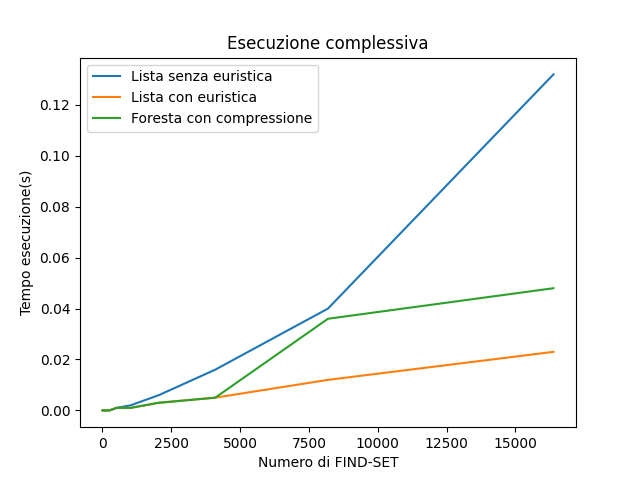 Esecuzione complessiva
Lista senza euristica
Lista con euristica
Foresta con compressione
Tempo esecuzione(s)
0.12
0.10
0.08
0.06
0.04
0.02
0.00
0 2500 5000 7500 10000 12500 15000
Numero di FIND-SET